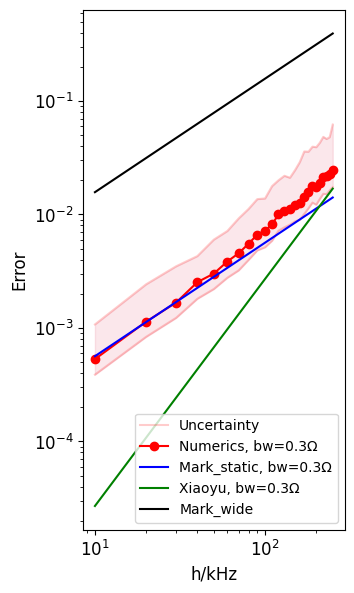 10⁻¹
10⁻²
10⁻³
10⁻⁴
Error
10¹
10²
h/kHz
Uncertainty
Numerics, bw=0.3Ω
Mark_static, bw=0.3Ω
Xiaoyu, bw=0.3Ω
Mark_wide